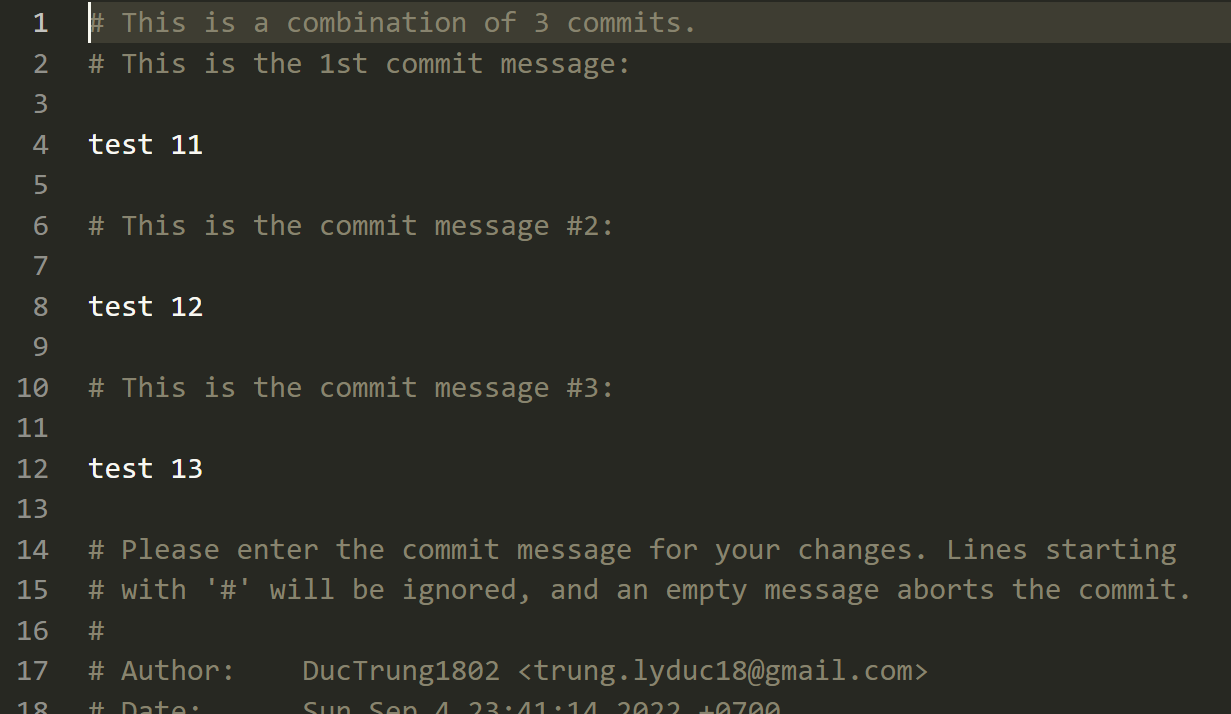 1 # This is a combination of 3 commits.
2 # This is the 1st commit message:
3
4 test 11
5
6 # This is the commit message #2:
7
8 test 12
9
10 # This is the commit message #3:
11
12 test 13
13
14 # Please enter the commit message for your changes. Lines starting
15 # with '#' will be ignored, and an empty message aborts the commit.
16 #
17 # Author:    DucTrung1802 <trung.lyduc18@gmail.com>
18 # Date:      Sun Sep 4 23:41:14 2022 +0700